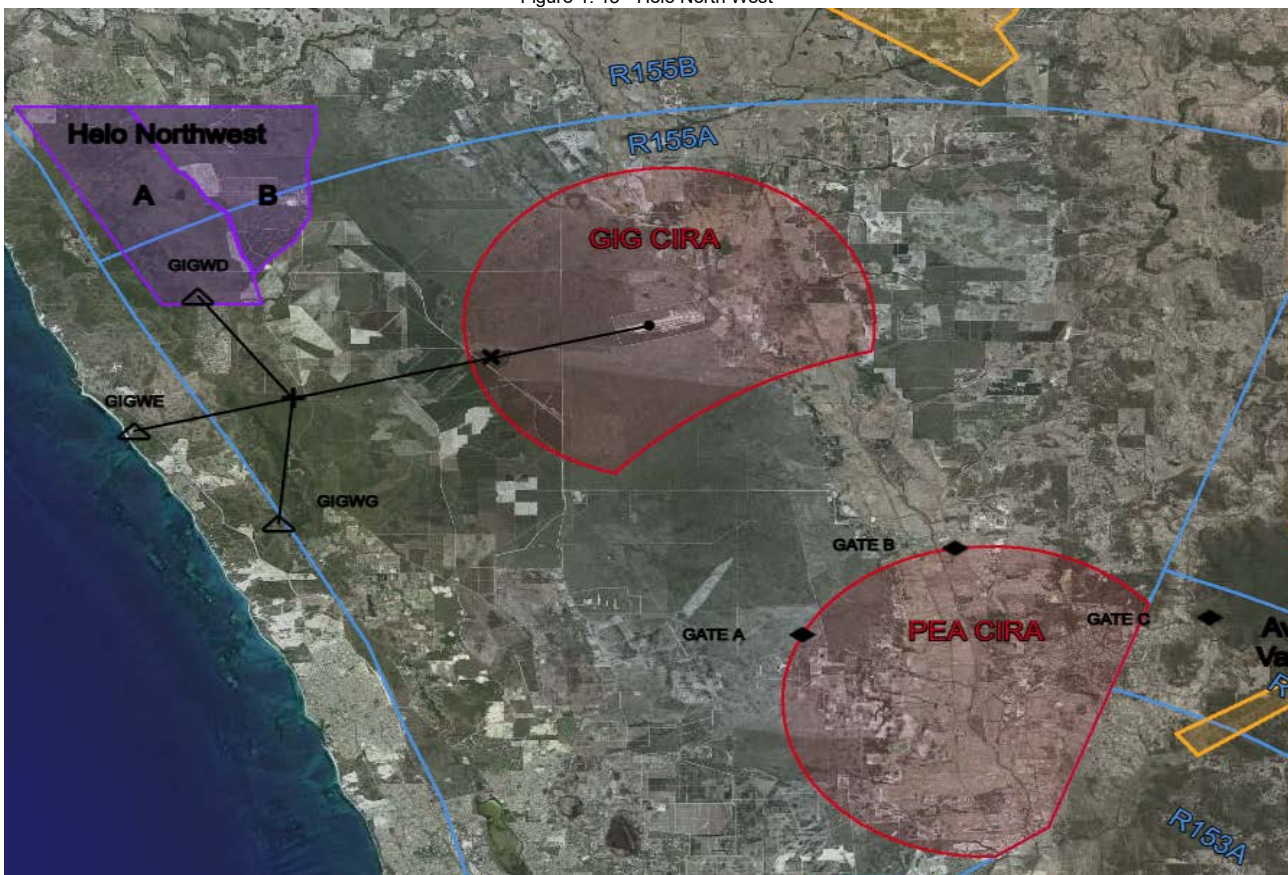 Helo Northwest
R155B
R155A
A
B
GIG CIRA
GIGWD
GIGWE
GIGWG
GATE B
GATE A
PEA CIRA
GATE C
R153A